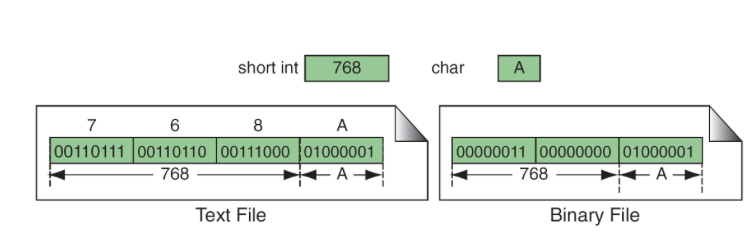 short int 768 char A
7 6 8 A
00110111 00110110 00111000 01000001
768 A
Text File
00000011 00000000 01000001
768 A
Binary File